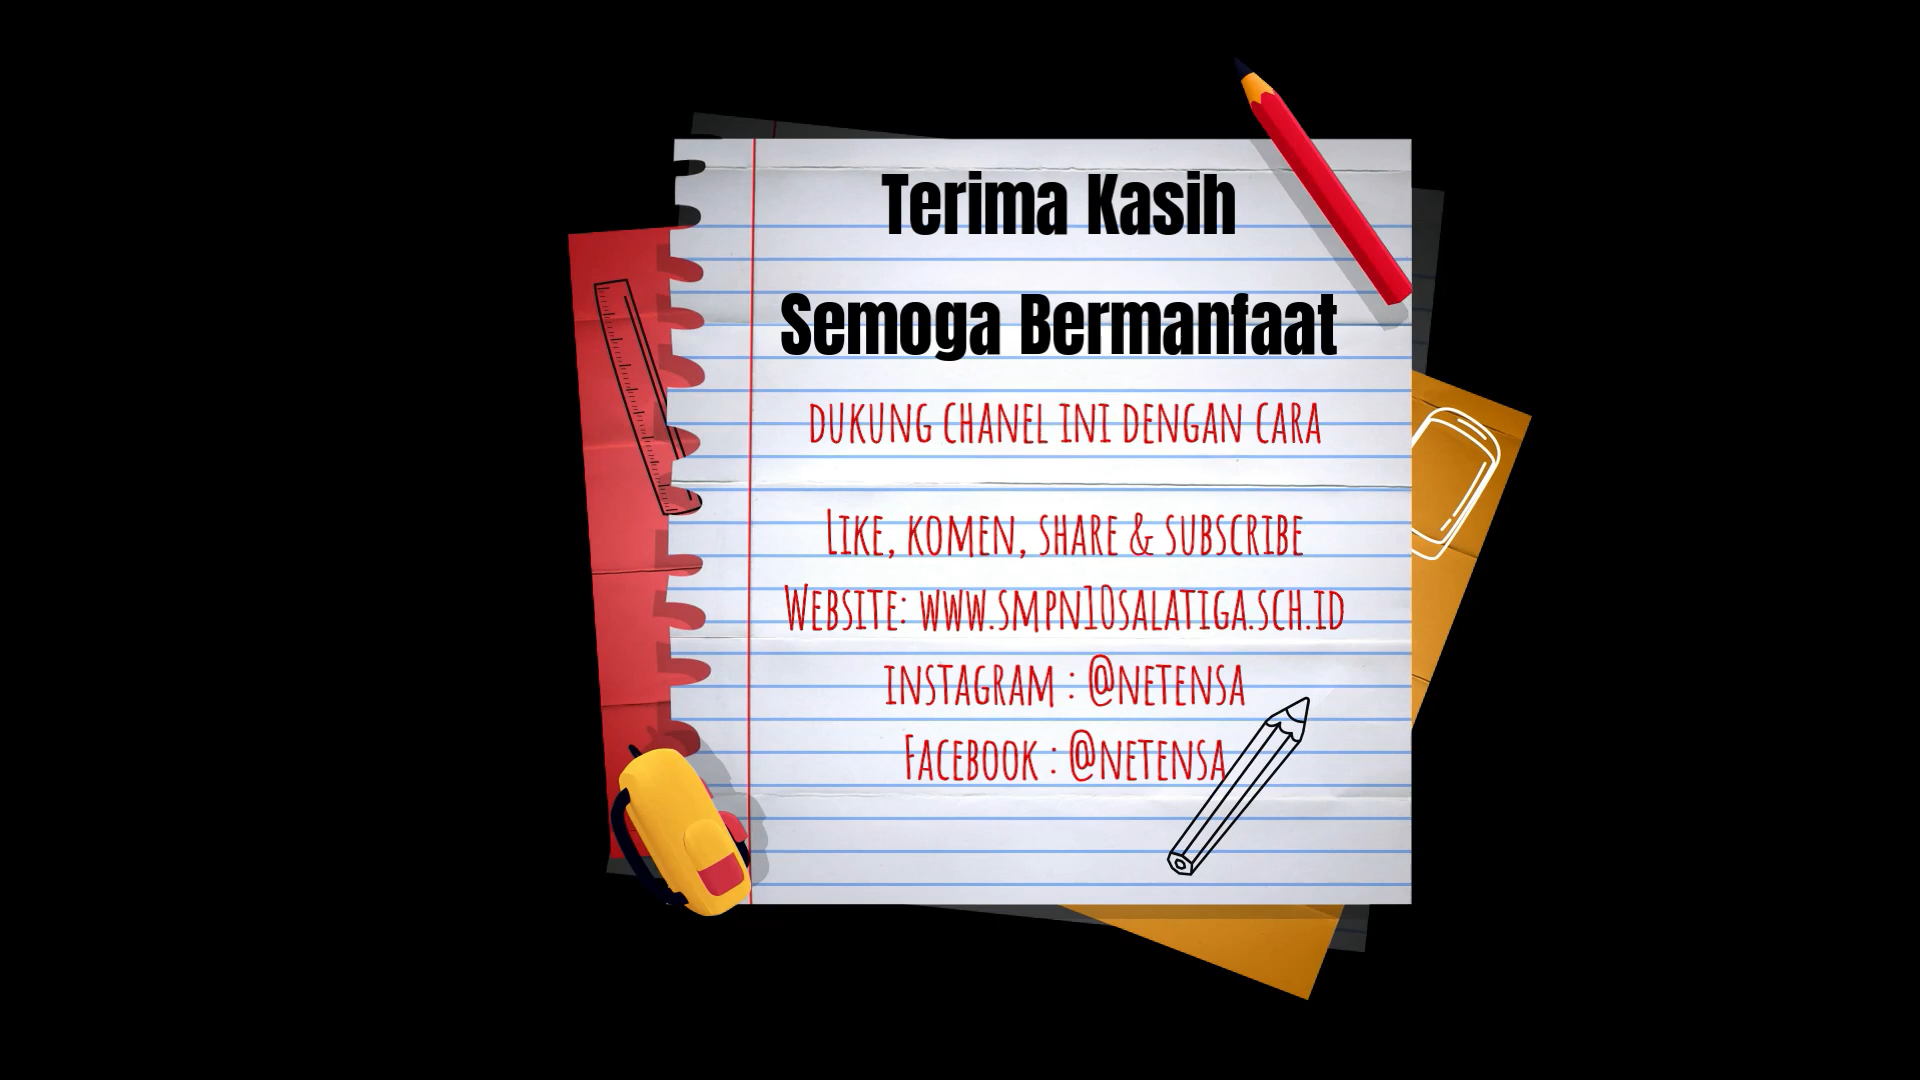 Terima Kasih
Semoga Bermanfaat
DUKUNG CHANEL INI DENGAN CARA
LIKE, KOMEN, SHARE & SUBSCRIBE
WEBSITE: WWW.SMPN10SALATIGA.SCH.ID
INSTAGRAM : @NETENSA
FACEBOOK : @NETENSA